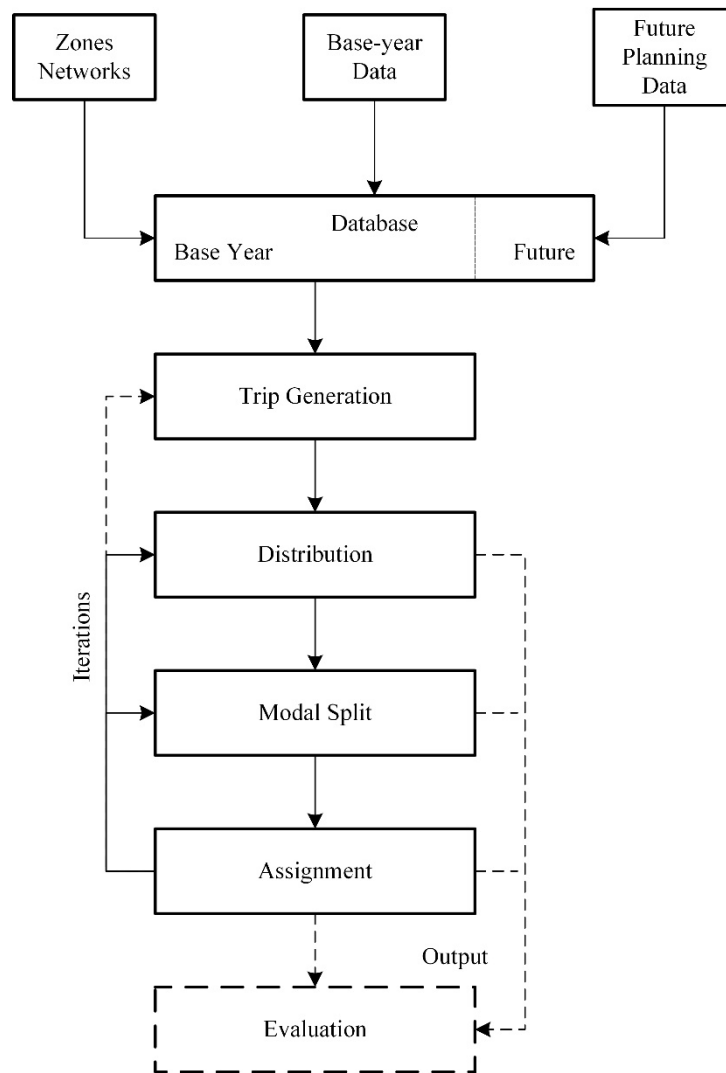 Zones
Networks
Base-year
Data
Future
Planning
Data
Database
Base Year
Future
Trip Generation
Distribution
Iterations
Modal Split
Assignment
Output
Evaluation